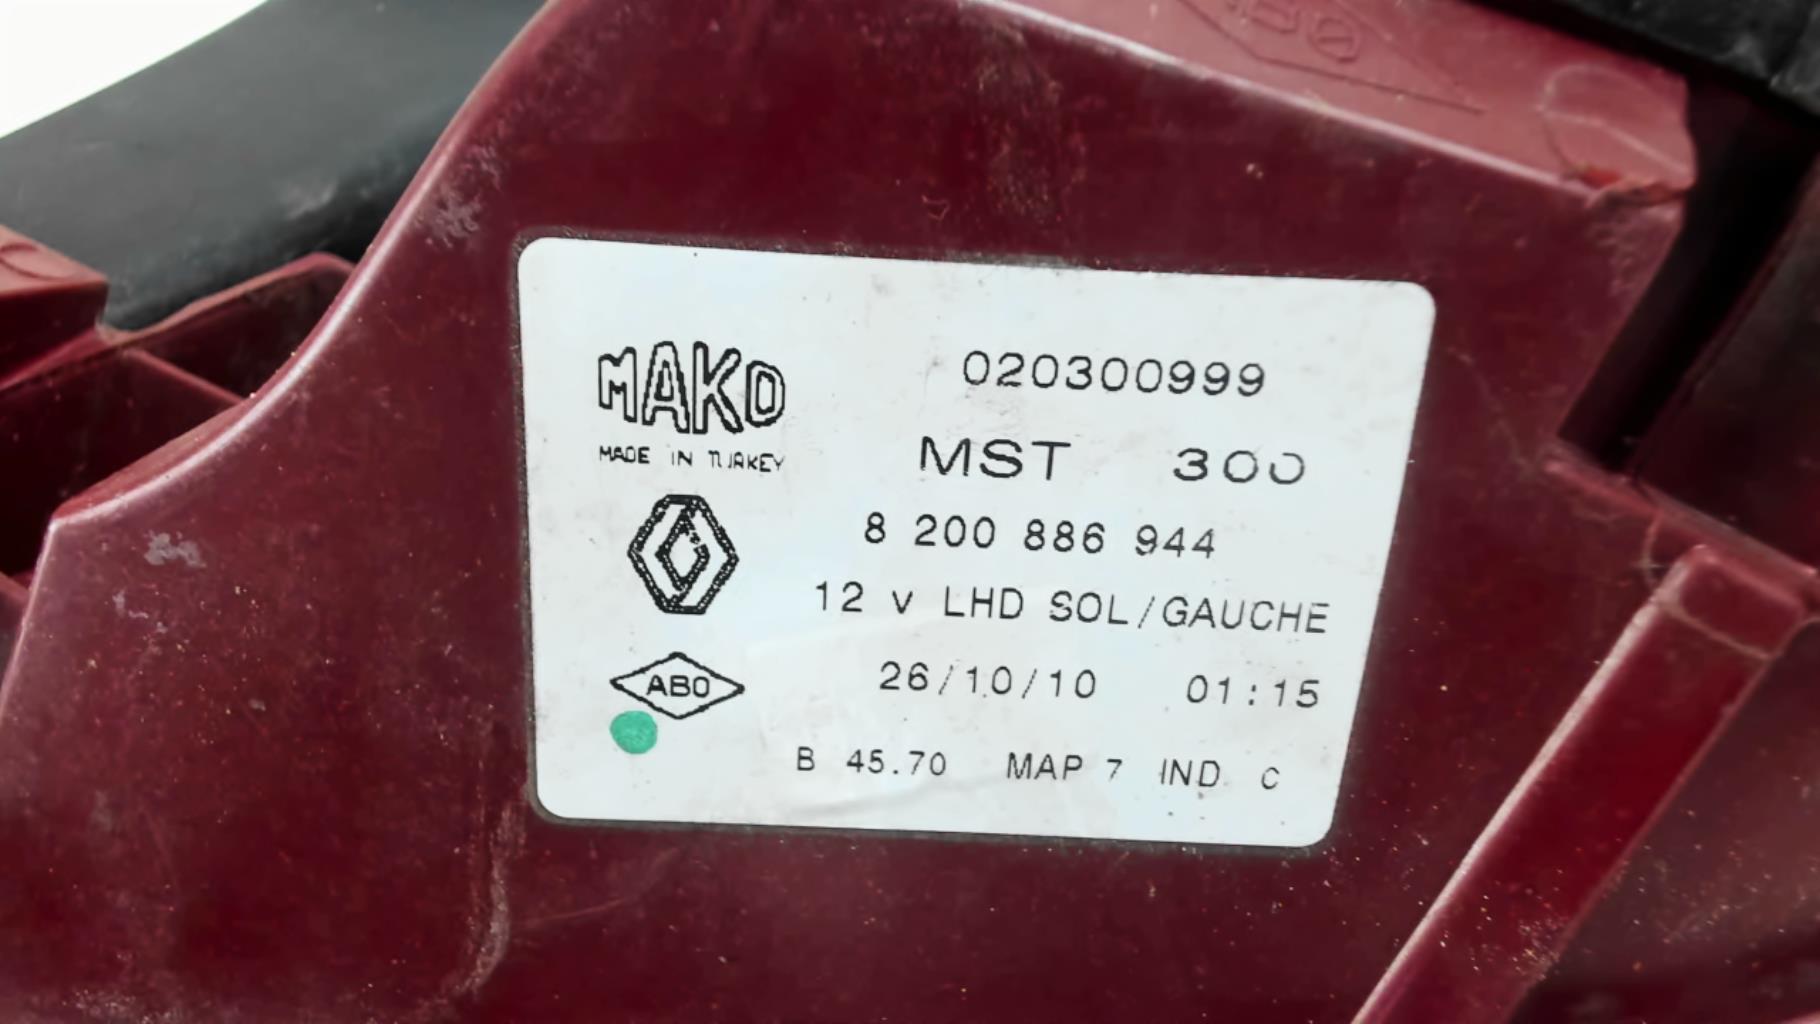 ABO
MAKO
MADE IN TURKEY
ABO
020300999
MST 300
8 200 886 944
12 v LHD SOL/GAUCHE
26/10/10 01:15
B 45.70 MAP 7 IND C